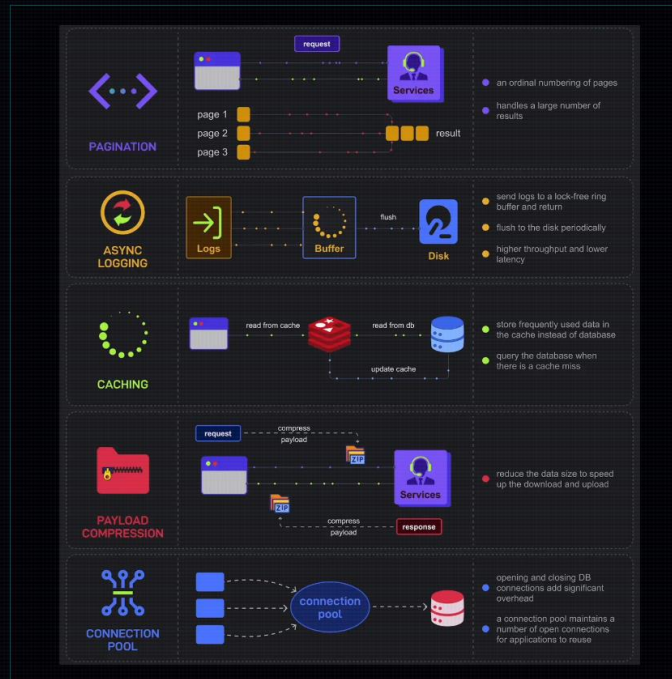 request
Services
an ordinal numbering of pages
handles a large number of
results
page 1
page 2
page 3
result
PAGINATION
send logs to a lock-free ring
buffer and return
flush to the disk periodically
higher throughput and lower
latency
flush
Logs
Buffer
Disk
ASYNC
LOGGING
read from cache
read from db
update cache
store frequently used data in
the cache instead of database
query the database when
there is a cache miss
CACHING
request
compress
payload
ZIP
Services
ZIP
compress
payload
response
reduce the data size to speed
up the download and upload
PAYLOAD
COMPRESSION
connection
pool
opening and closing DB
connections add significant
overhead
a connection pool maintains a
number of open connections
for applications to reuse
CONNECTION
POOL